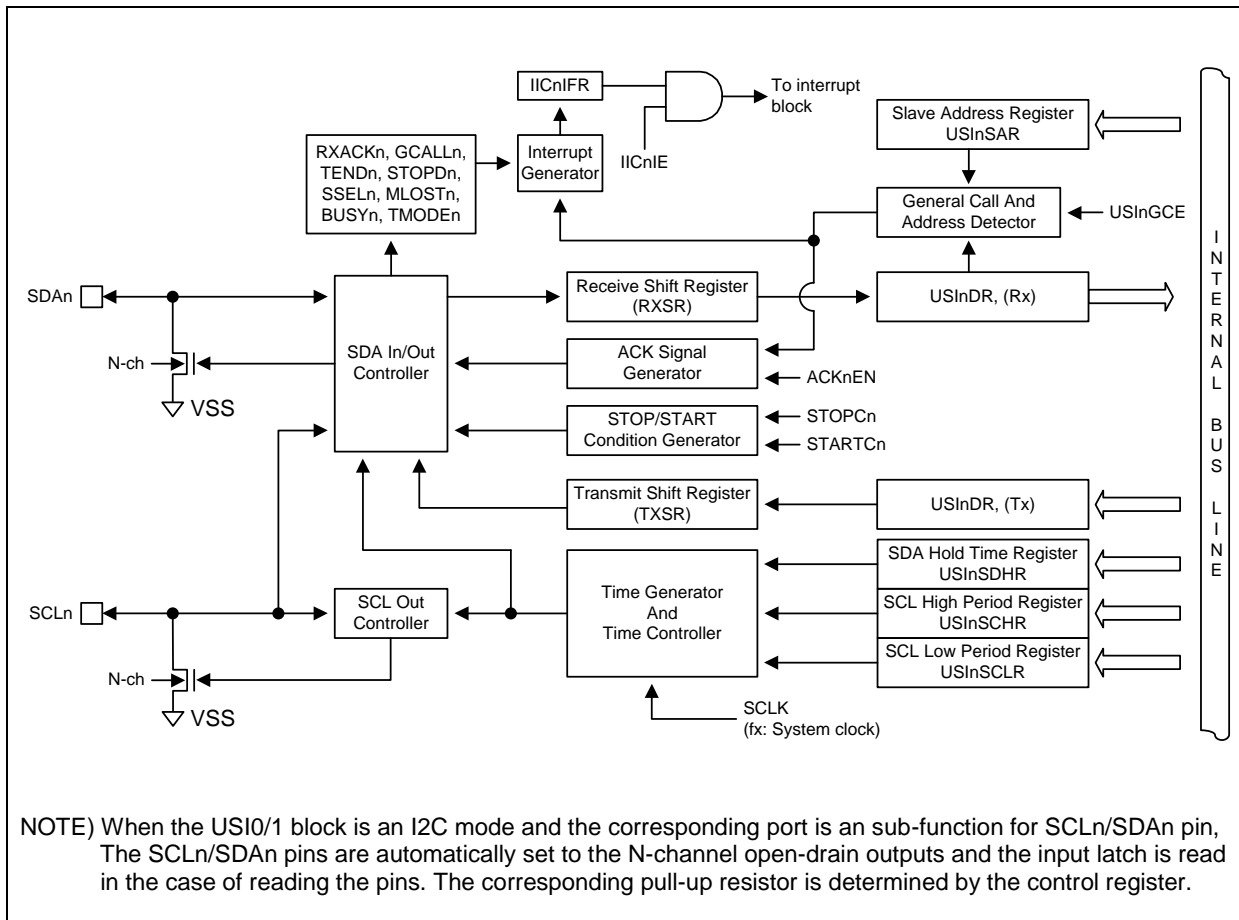 IICnIFR
To interrupt
block
Slave Address Register
USInSAR
RXACKn, GCALLn,
TENDn, STOPDn,
SSELn, MLOSTn,
BUSYn, TMODEn
Interrupt
Generator
IICnIE
General Call And
Address Detector
USInGCE
SDAn
Receive Shift Register
(RXSR)
USInDR, (Rx)
N-ch
SDA In/Out
Controller
ACK Signal
Generator
ACKnEN
VSS
STOP/START
Condition Generator
STOPCn
STARTCn
Transmit Shift Register
(TXSR)
USInDR, (Tx)
SDA Hold Time Register
USInSDHR
SCLn
SCL Out
Controller
Time Generator
And
Time Controller
SCL High Period Register
USInSCHR
SCL Low Period Register
USInSCLR
N-ch
VSS
SCLK
(fx: System clock)
INTERNAL BUS LINE
NOTE) When the USI0/1 block is an I2C mode and the corresponding port is an sub-function for SCLn/SDAn pin,
The SCLn/SDAn pins are automatically set to the N-channel open-drain outputs and the input latch is read
in the case of reading the pins. The corresponding pull-up resistor is determined by the control register.